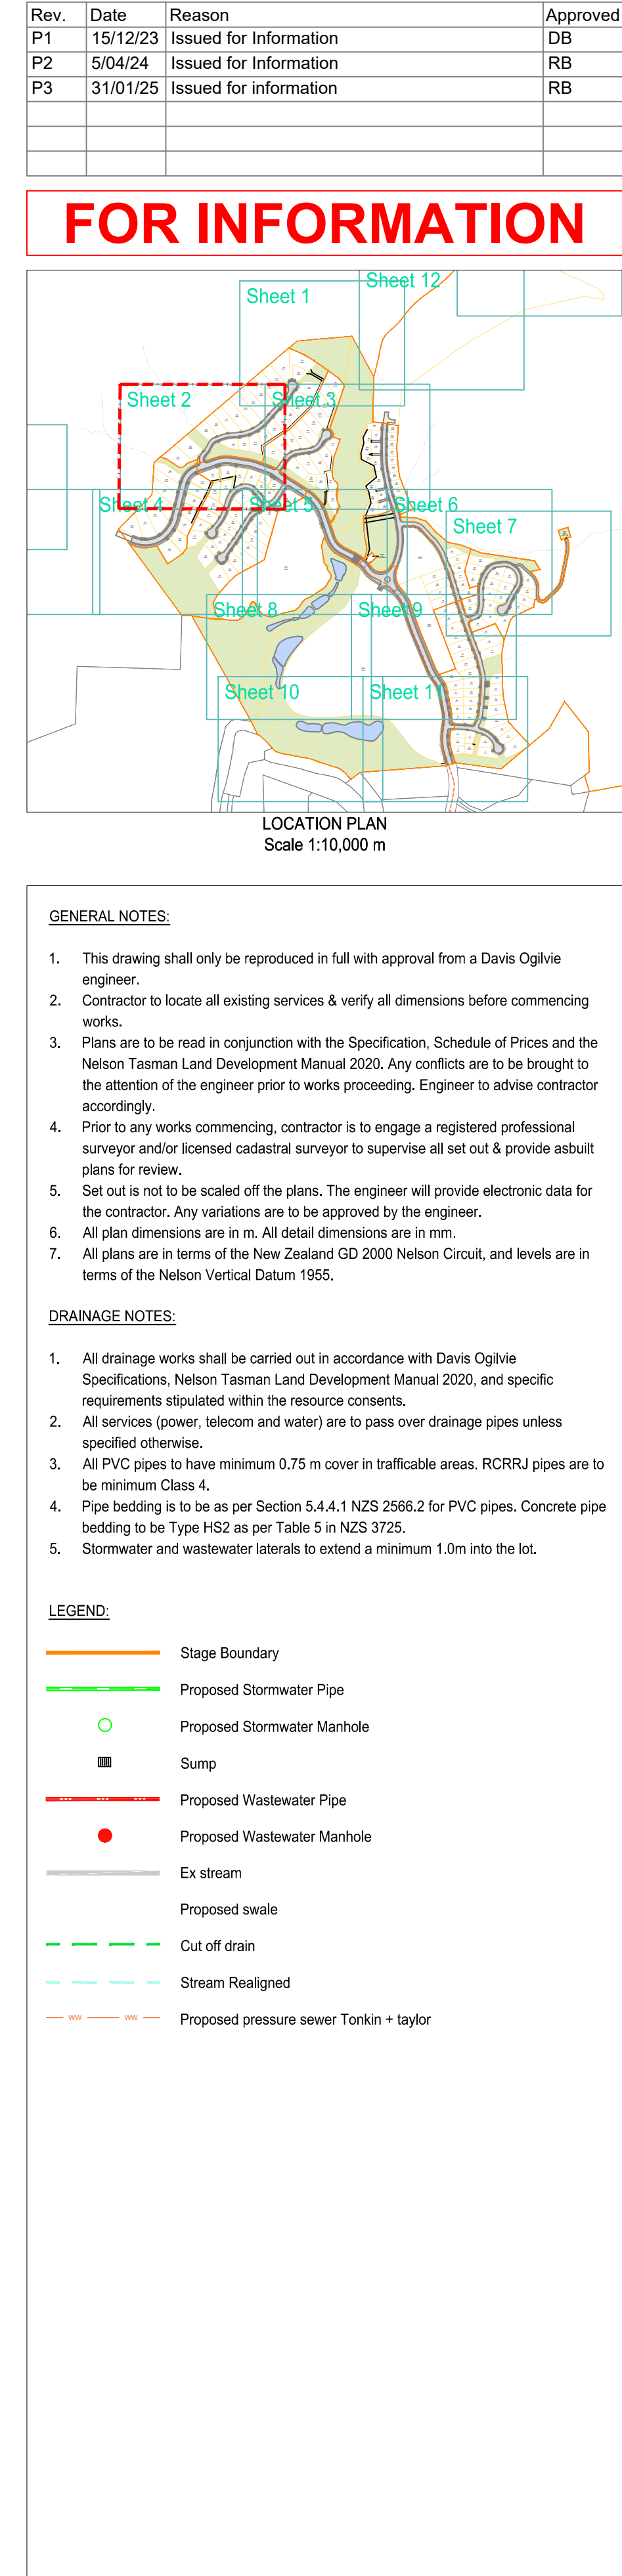 Rev. Date Reason Approved
P1 15/12/23 Issued for Information DB
P2 5/04/24 Issued for Information RB
P3 31/01/25 Issued for information RB
FOR INFORMATION
Sheet 12
Sheet 1
Sheet 2
Sheet 3
Sheet 4
Sheet 5
Sheet 6
Sheet 7
Sheet 8
Sheet 9
Sheet 10
Sheet 11
LOCATION PLAN
Scale 1:10,000 m
GENERAL NOTES:
1. This drawing shall only be reproduced in full with approval from a Davis Ogilvie
engineer.
2. Contractor to locate all existing services & verify all dimensions before commencing
works.
3. Plans are to be read in conjunction with the Specification, Schedule of Prices and the
Nelson Tasman Land Development Manual 2020. Any conflicts are to be brought to
the attention of the engineer prior to works proceeding. Engineer to advise contractor
accordingly.
4. Prior to any works commencing, contractor is to engage a registered professional
surveyor and/or licensed cadastral surveyor to supervise all set out & provide asbuilt
plans for review.
5. Set out is not to be scaled off the plans. The engineer will provide electronic data for
the contractor. Any variations are to be approved by the engineer.
6. All plan dimensions are in m. All detail dimensions are in mm.
7. All plans are in terms of the New Zealand GD 2000 Nelson Circuit, and levels are in
terms of the Nelson Vertical Datum 1955.
DRAINAGE NOTES:
1. All drainage works shall be carried out in accordance with Davis Ogilvie
Specifications, Nelson Tasman Land Development Manual 2020, and specific
requirements stipulated within the resource consents.
2. All services (power, telecom and water) are to pass over drainage pipes unless
specified otherwise.
3. All PVC pipes to have minimum 0.75 m cover in trafficable areas. RCRRJ pipes are to
be minimum Class 4.
4. Pipe bedding is to be as per Section 5.4.4.1 NZS 2566.2 for PVC pipes. Concrete pipe
bedding to be Type HS2 as per Table 5 in NZS 3725.
5. Stormwater and wastewater laterals to extend a minimum 1.0m into the lot.
LEGEND:
Stage Boundary
Proposed Stormwater Pipe
Proposed Stormwater Manhole
Sump
Proposed Wastewater Pipe
Proposed Wastewater Manhole
Ex stream
Proposed swale
Cut off drain
Stream Realigned
WW WW Proposed pressure sewer Tonkin + taylor